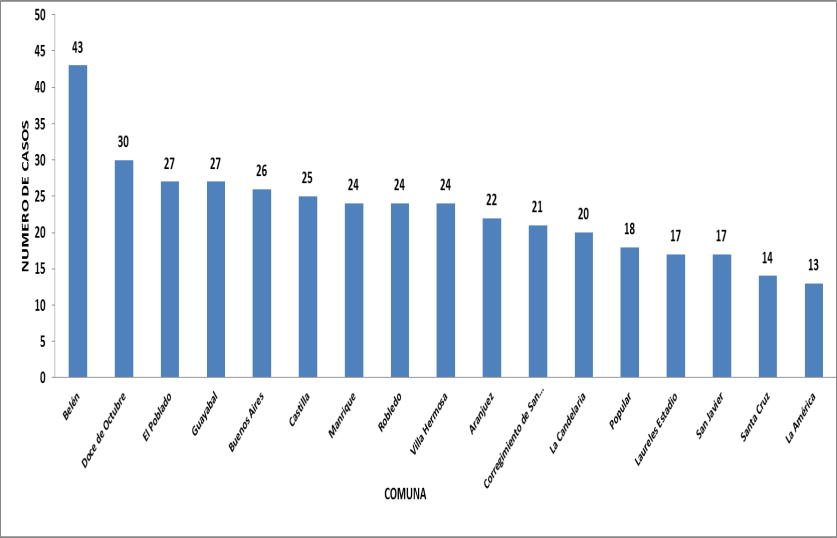 50
45
40
35
30
25
20
15
10
5
0
NUMERO DE CASOS
43
30
27
27
26
25
24
24
24
22
21
20
18
17
17
14
13
Belén
Doce de Octubre
El Poblado
Guayabal
Buenos Aires
Castilla
Manrique
Robledo
Villa Hermosa
Aranjuez
Corregimiento de San...
La Candelaria
Popular
Laureles Estadio
San Javier
Santa Cruz
La América
COMUNA